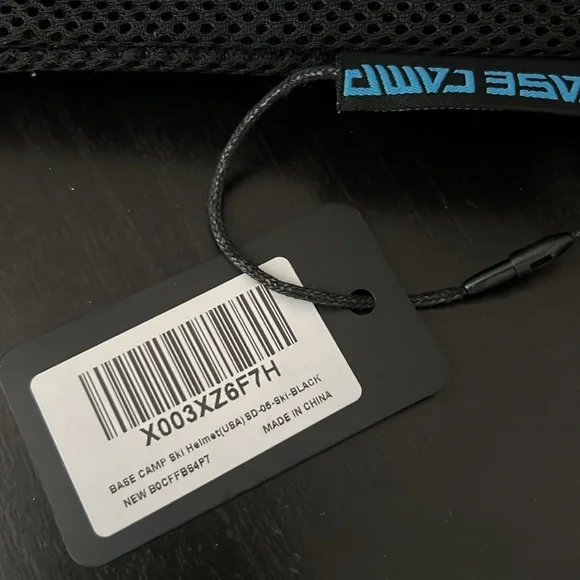 BASE CAMP
X003XZ6F7H
BASE CAMP Ski Helmet(USA) SD-05-Ski-BLACK
NEW B0CFFBS4P7
MADE IN CHINA